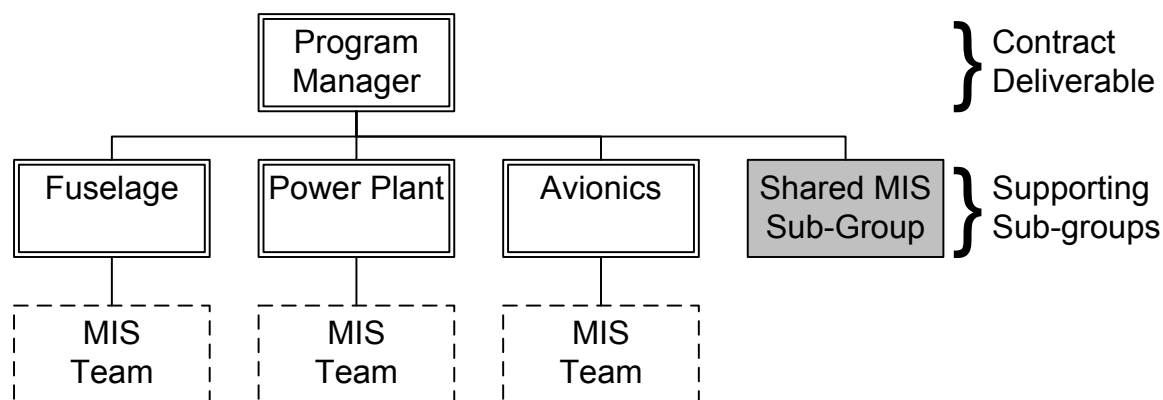 Program
Manager
Contract
Deliverable
Fuselage
Power Plant
Avionics
Shared MIS
Sub-Group
Supporting
Sub-groups
MIS
Team
MIS
Team
MIS
Team